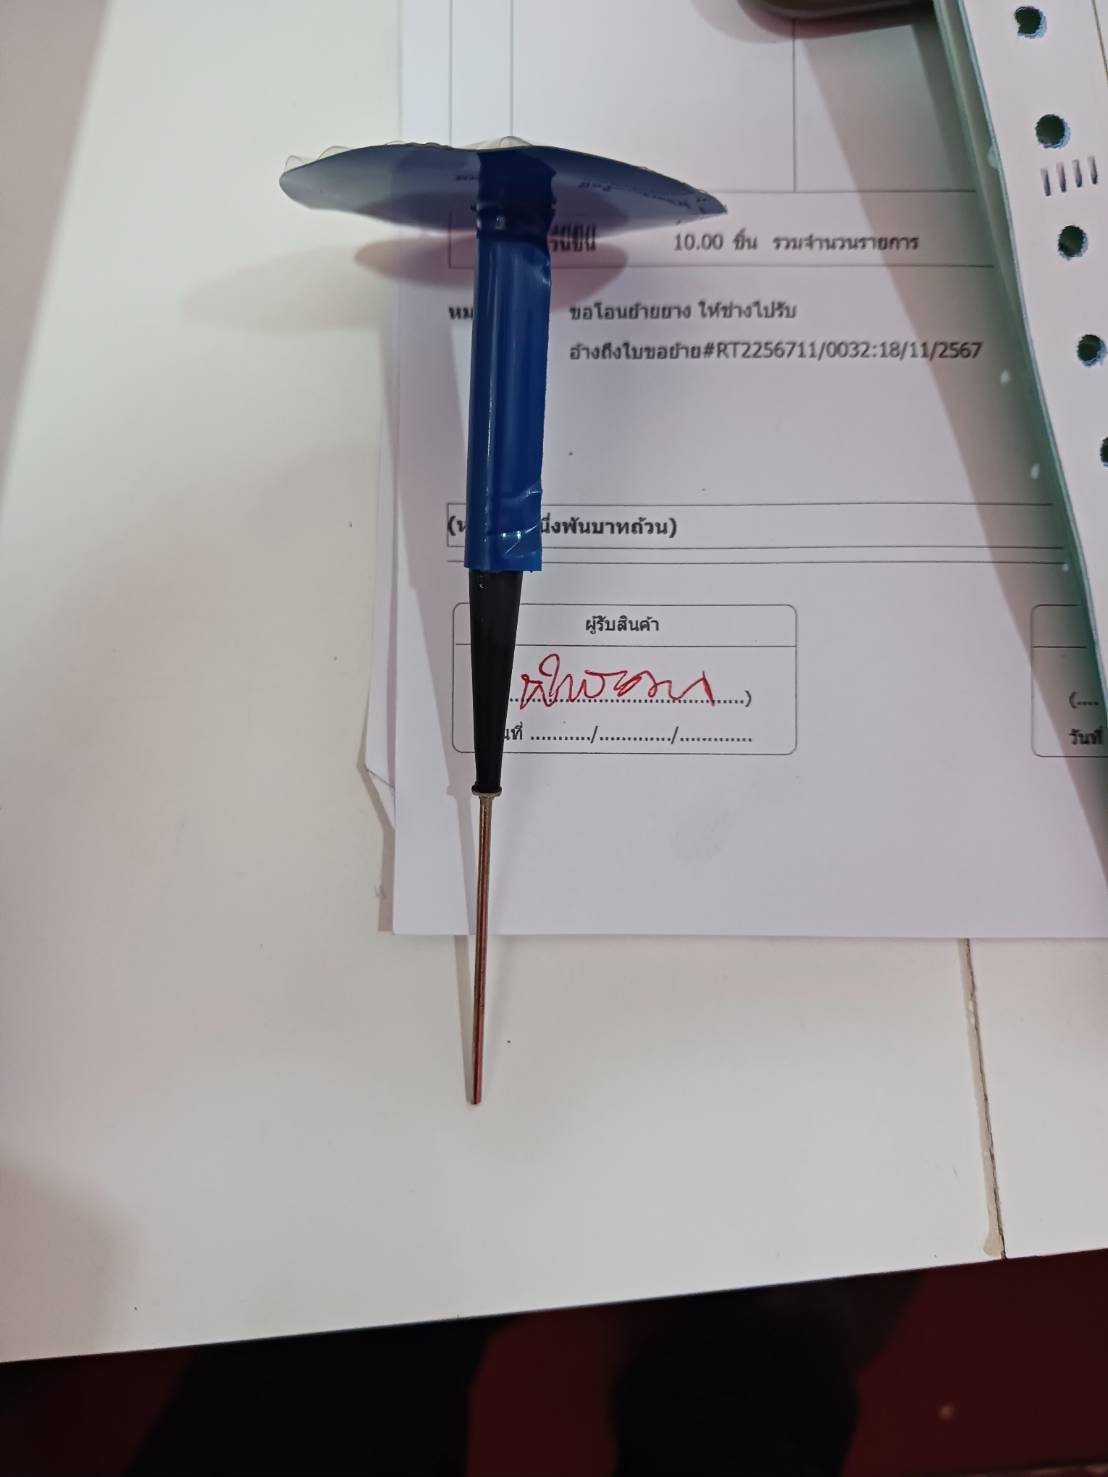 10.00 ชิ้น รวมจำนวนรายการ
ขอโอนย้ายยาง ให้ช่างไปรับ
อ้างถึงใบขอย้าย#RT2256711/0032:18/11/2567
นึ่งพันบาทถ้วน)
ผู้รับสินค้า
....................................)
ที่ .........../............./.............
(....
วันที่